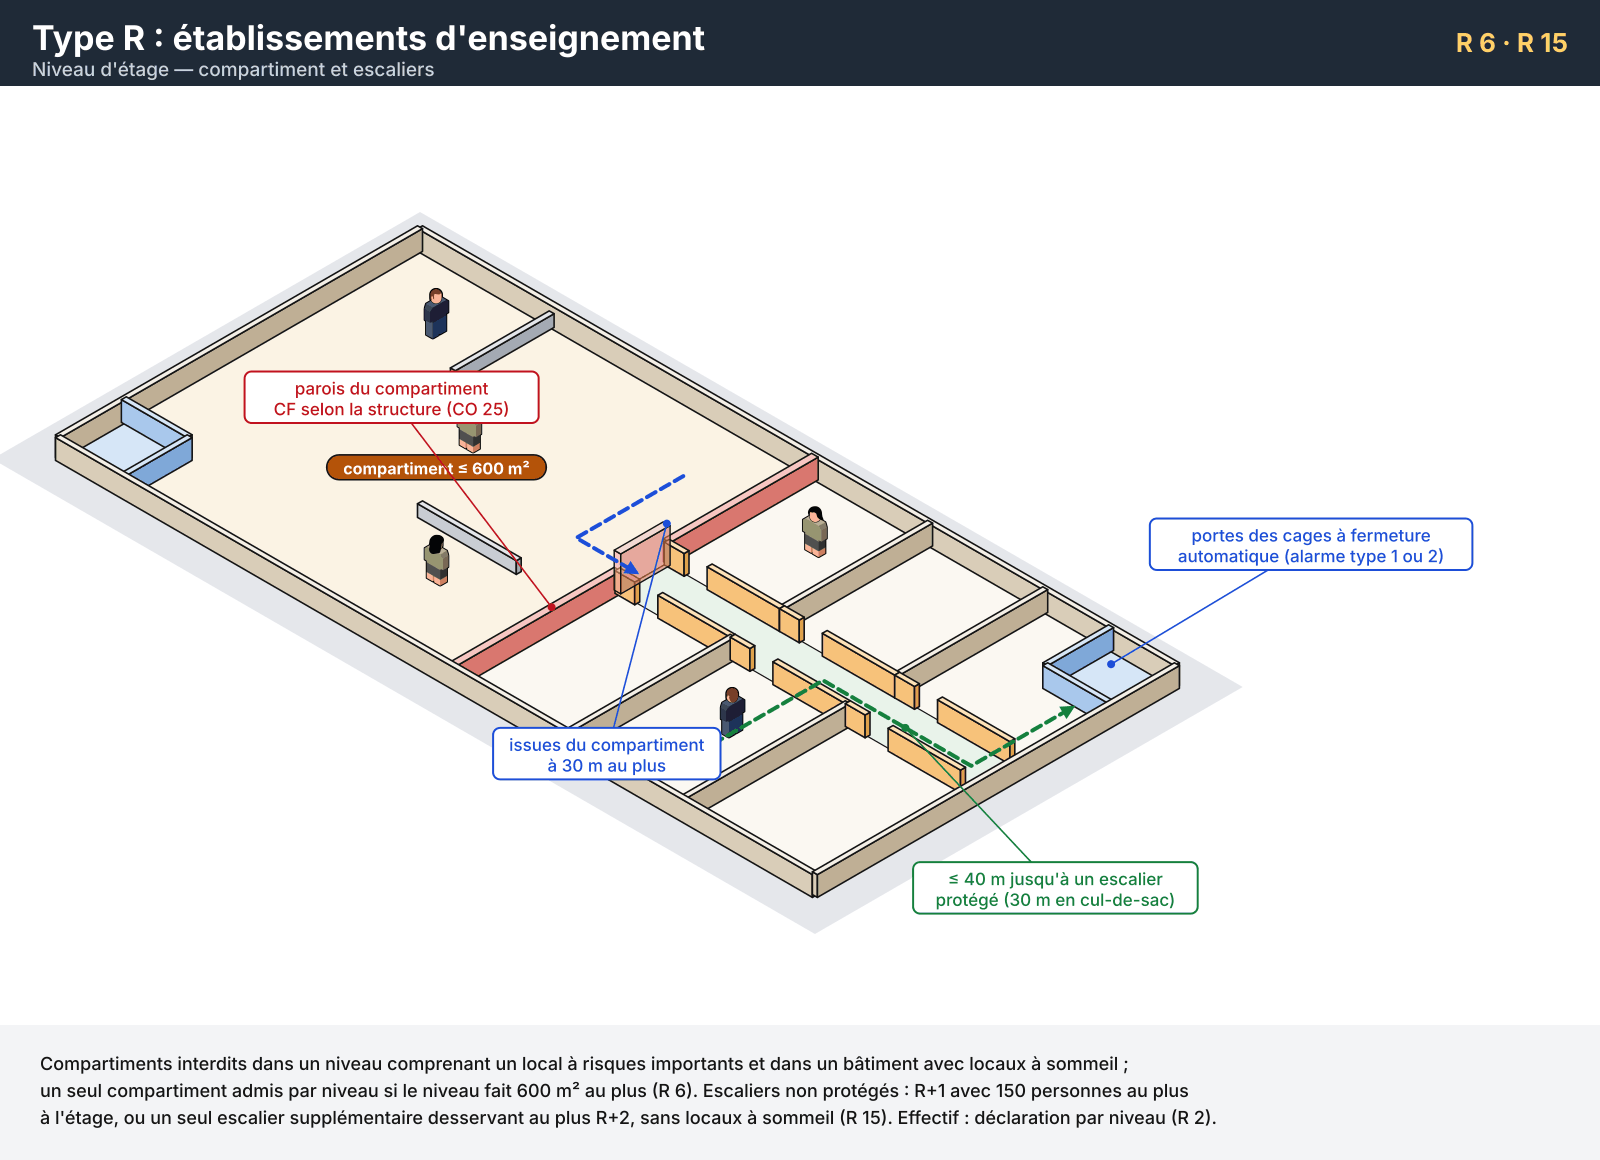 Type R : établissements d'enseignement
Niveau d'étage — compartiment et escaliers
R 6 · R 15
parois du compartiment
CF selon la structure (CO 25)
compartiment ≤ 600 m²
portes des cages à fermeture
automatique (alarme type 1 ou 2)
issues du compartiment
à 30 m au plus
≤ 40 m jusqu'à un escalier
protégé (30 m en cul-de-sac)
Compartiments interdits dans un niveau comprenant un local à risques importants et dans un bâtiment avec locaux à sommeil ;
un seul compartiment admis par niveau si le niveau fait 600 m² au plus (R 6). Escaliers non protégés : R+1 avec 150 personnes au plus
à l'étage, ou un seul escalier supplémentaire desservant au plus R+2, sans locaux à sommeil (R 15). Effectif : déclaration par niveau (R 2).